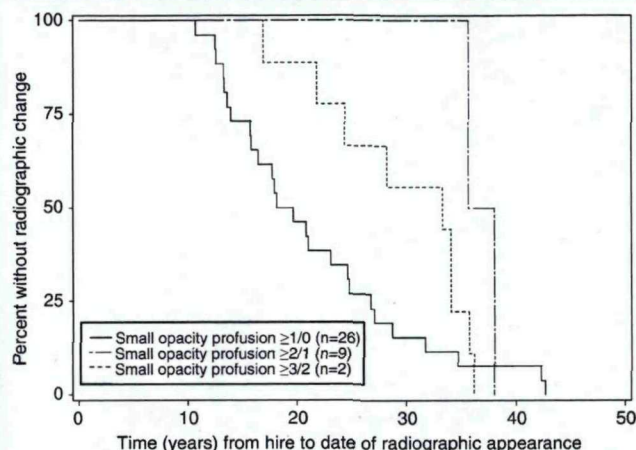 Percent without radiographic change
100
75
50
25
0
Small opacity profusion ≥1/0 (n=26)
Small opacity profusion ≥2/1 (n=9)
Small opacity profusion ≥3/2 (n=2)
0 10 20 30 40 50
Time (years) from hire to date of radiographic appearance